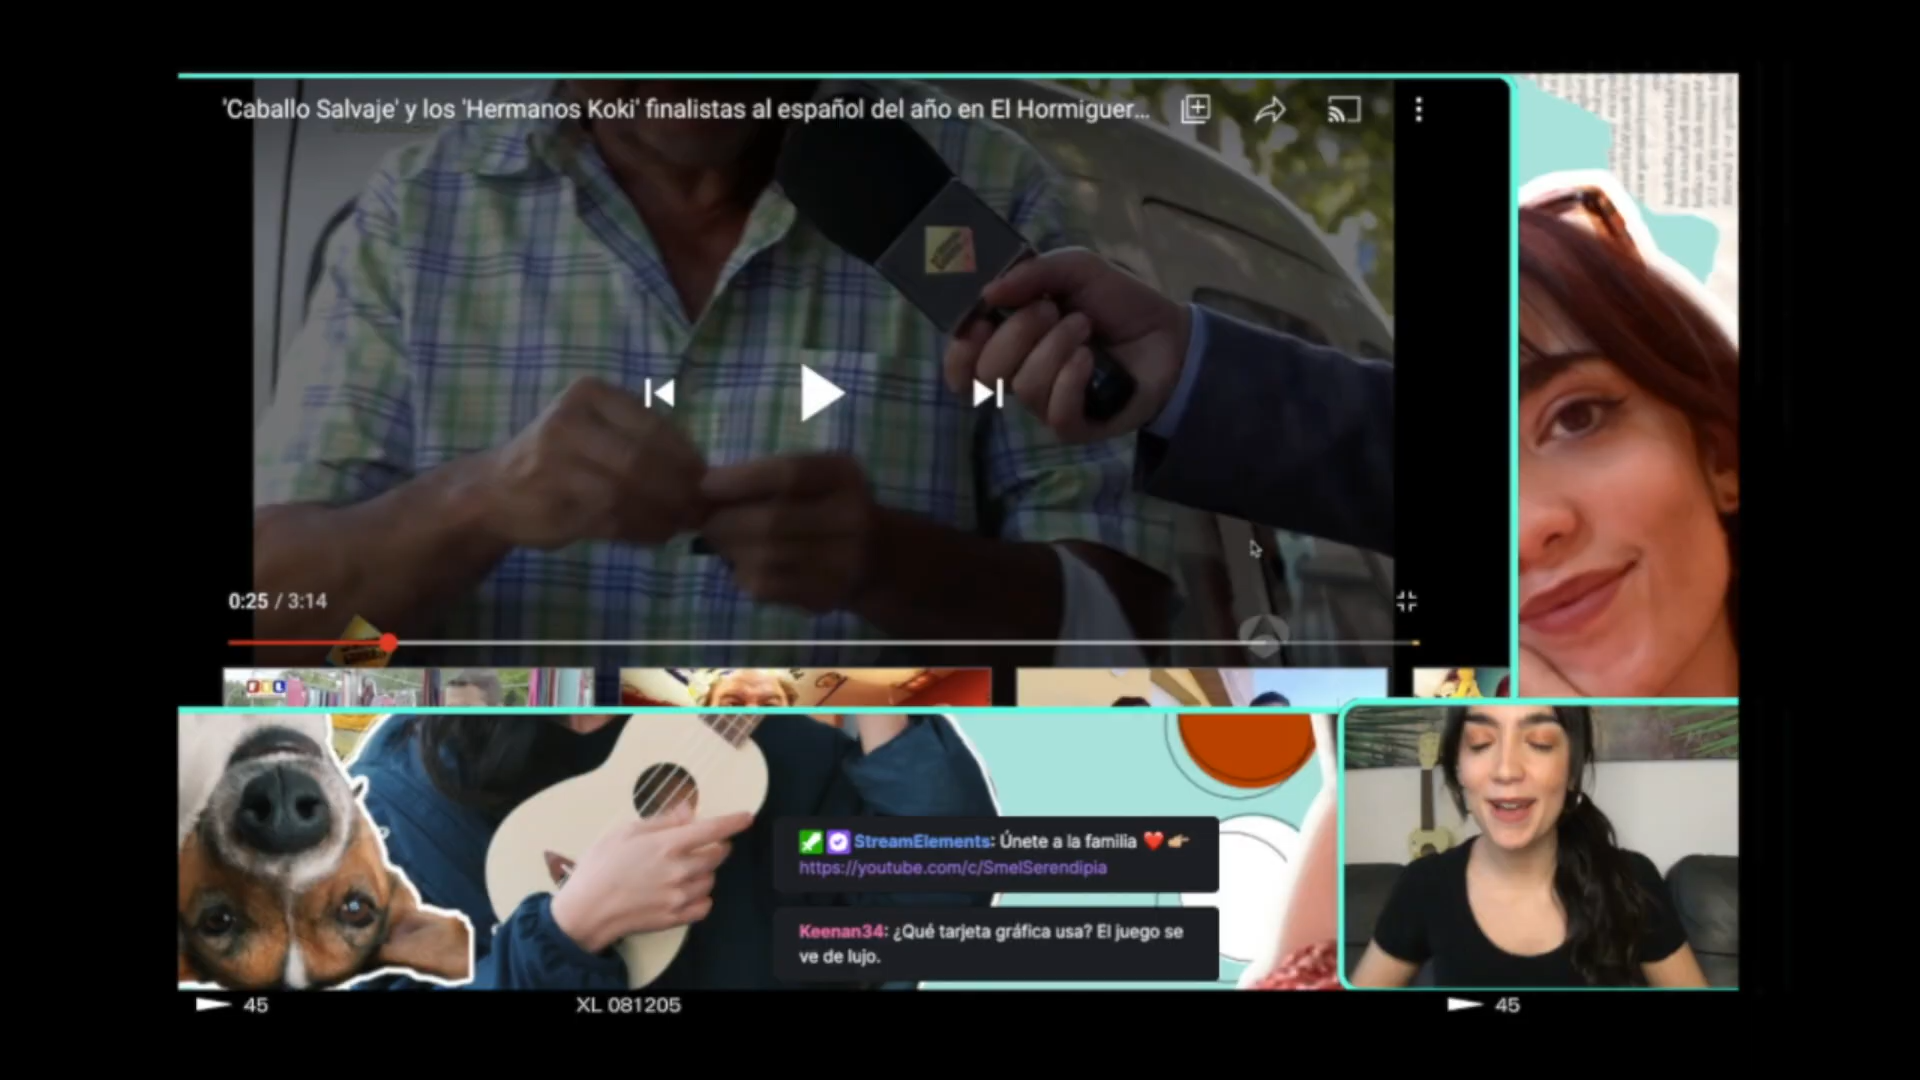 'Caballo Salvaje' y los 'Hermanos Koki' finalistas al español del año en El Hormiguer...
0:25 / 3:14
StreamElements: Únete a la familia ❤️👉
https://youtube.com/c/SmelSerendipia
Keenan34: ¿Qué tarjeta gráfica usa? El juego se
ve de lujo.
45
XL 081205
45